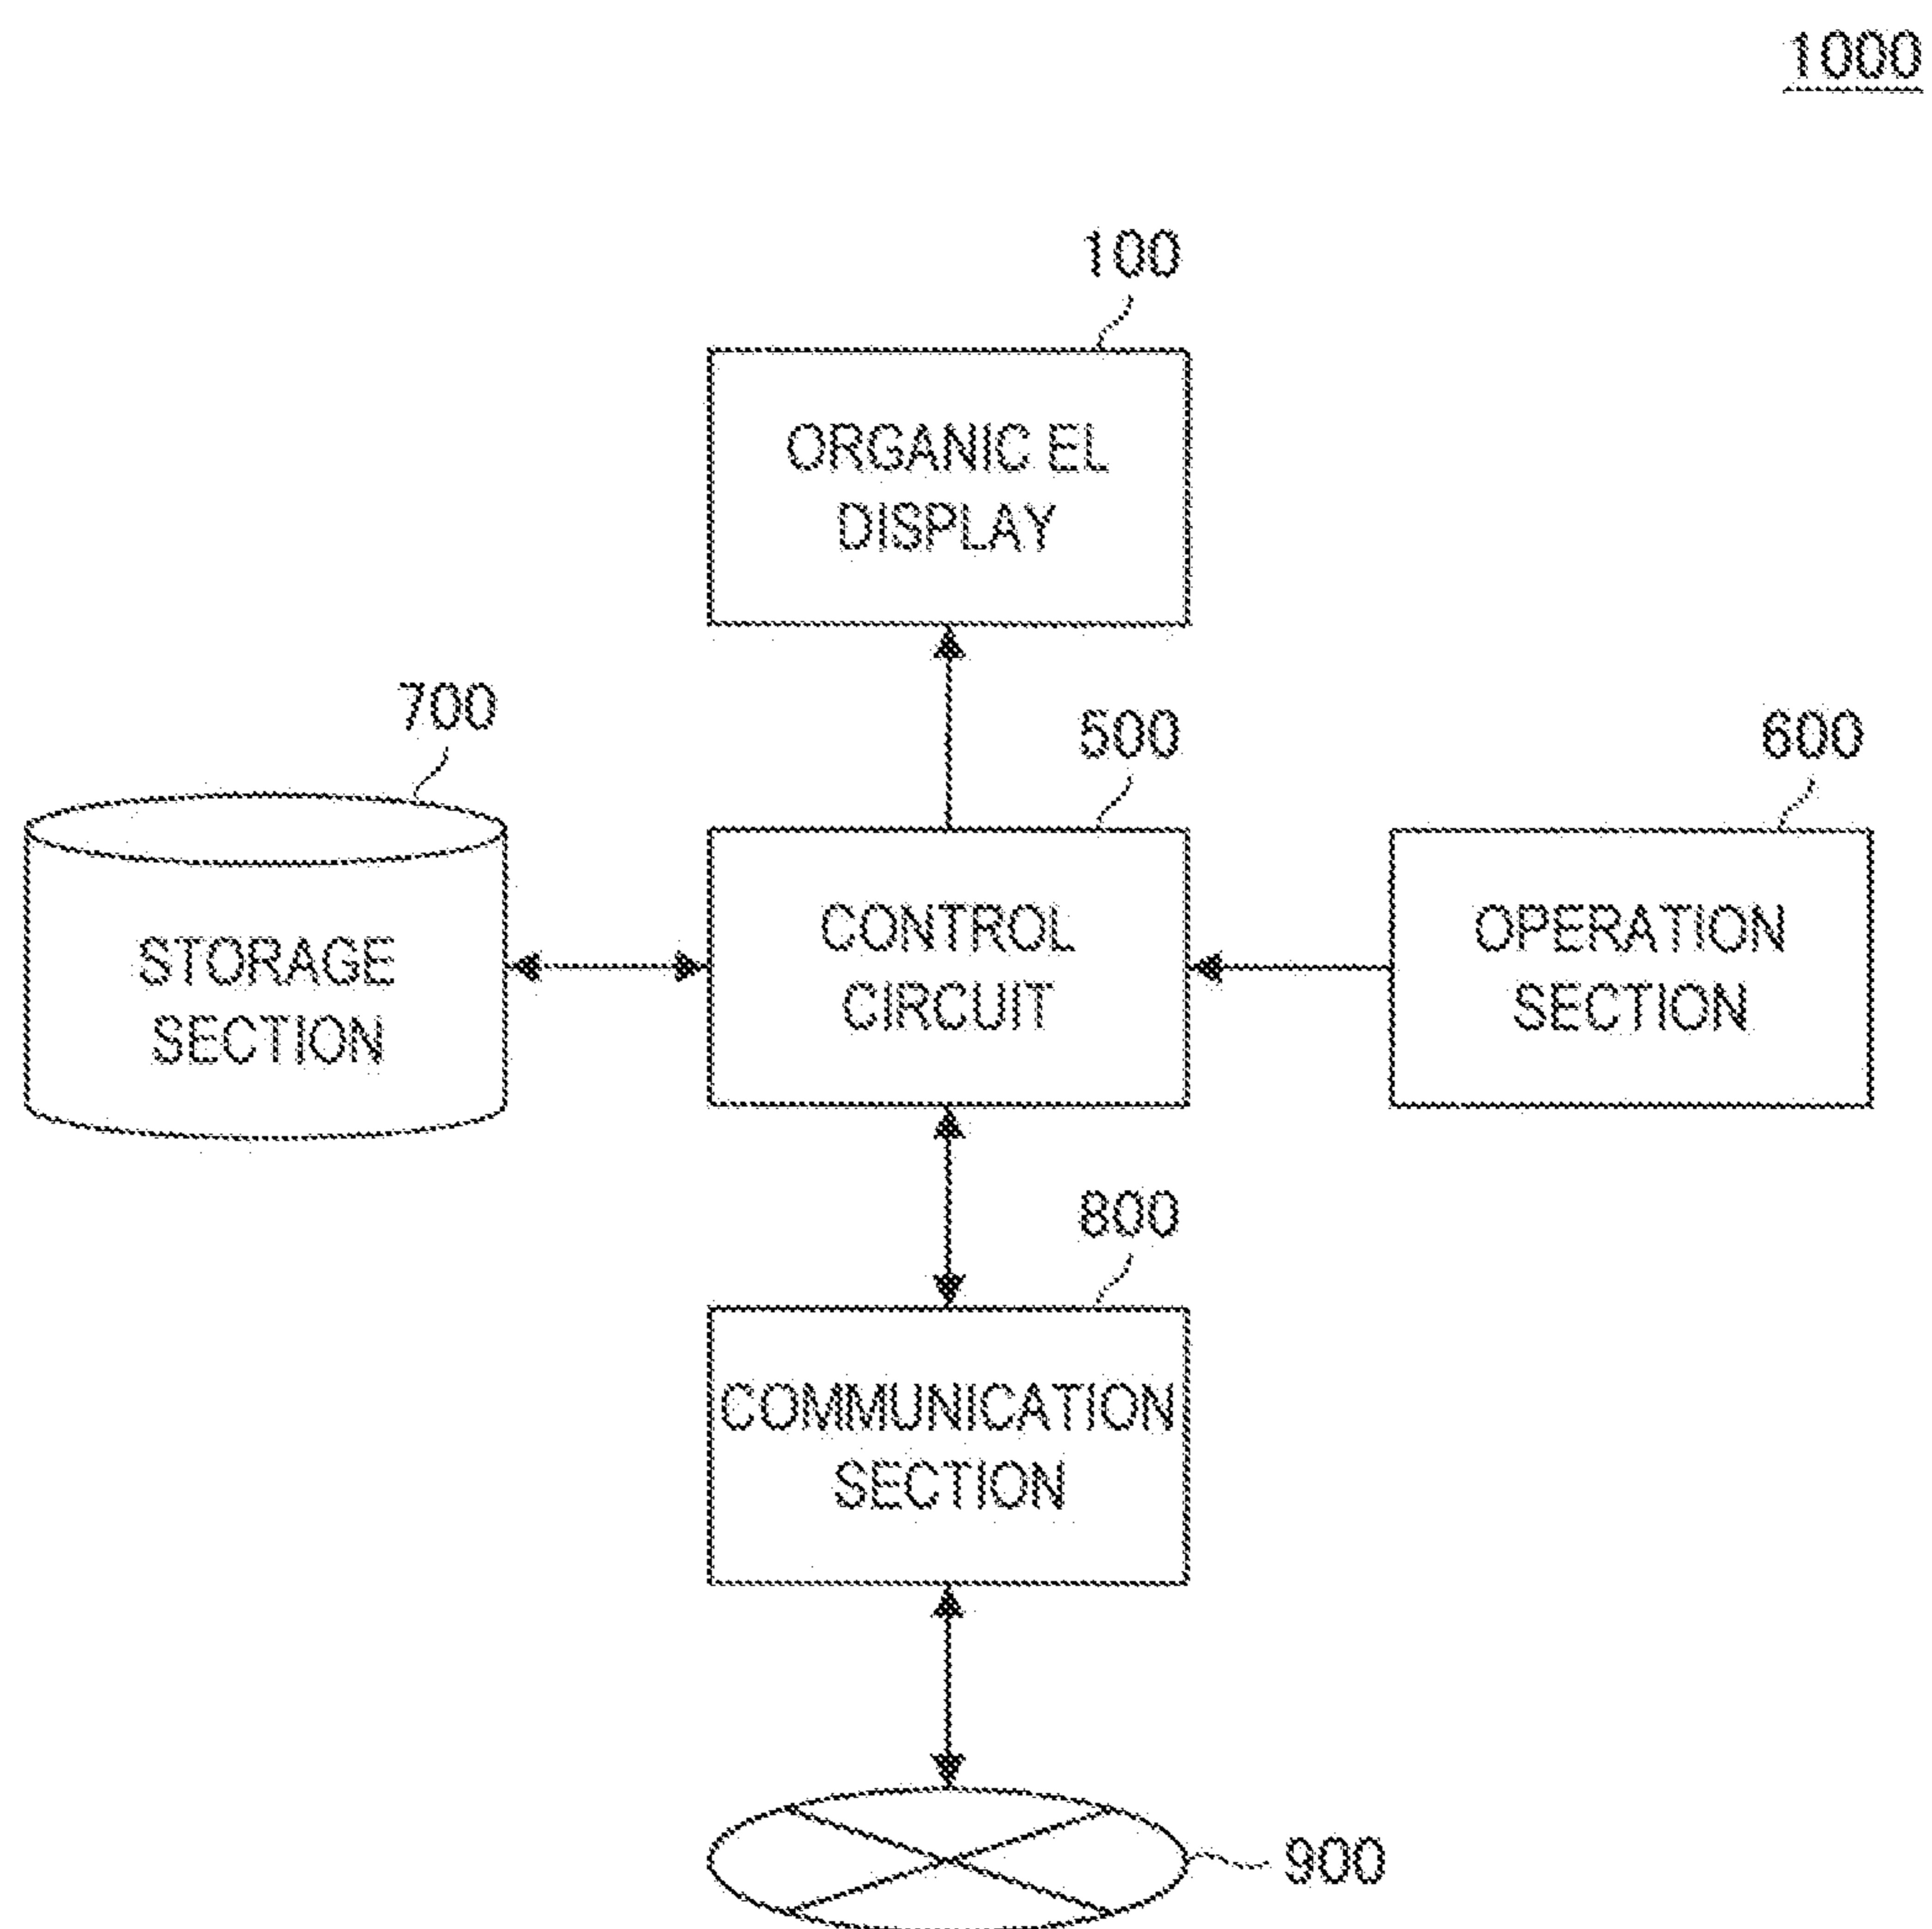 1000
100
ORGANIC EL
DISPLAY
700
500
600
STORAGE
SECTION
CONTROL
CIRCUIT
OPERATION
SECTION
800
COMMUNICATION
SECTION
900